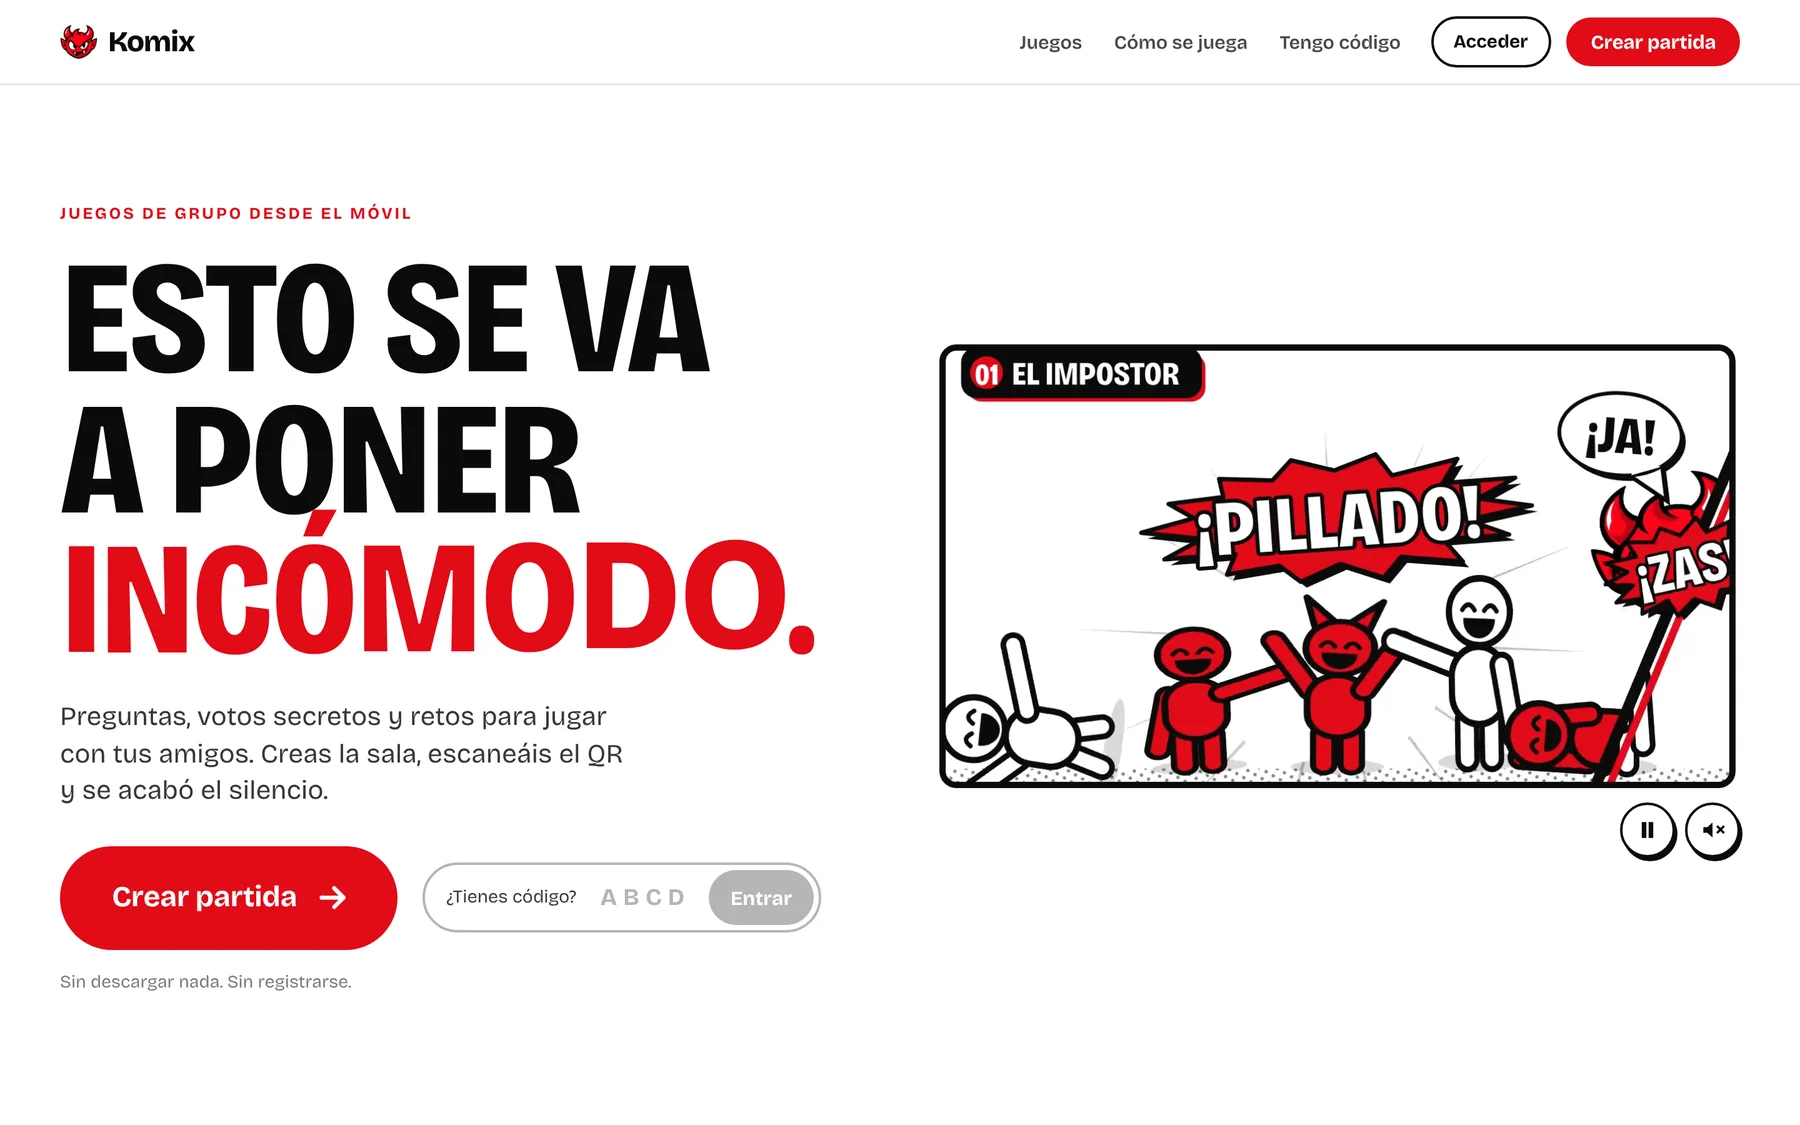 Komix
Juegos
Cómo se juega
Tengo código
Acceder
Crear partida
JUEGOS DE GRUPO DESDE EL MÓVIL
ESTO SE VA
A PONER
INCÓMODO.
Preguntas, votos secretos y retos para jugar
con tus amigos. Creas la sala, escaneáis el QR
y se acabó el silencio.
Crear partida →
¿Tienes código?
ABCD
Entrar
Sin descargar nada. Sin registrarse.
01 EL IMPOSTOR
¡JA!
¡PILLADO!
¡ZAS!